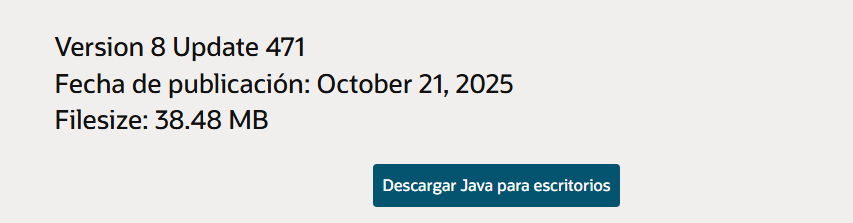 Version 8 Update 471
Fecha de publicación: October 21, 2025
Filesize: 38.48 MB
Descargar Java para escritorios